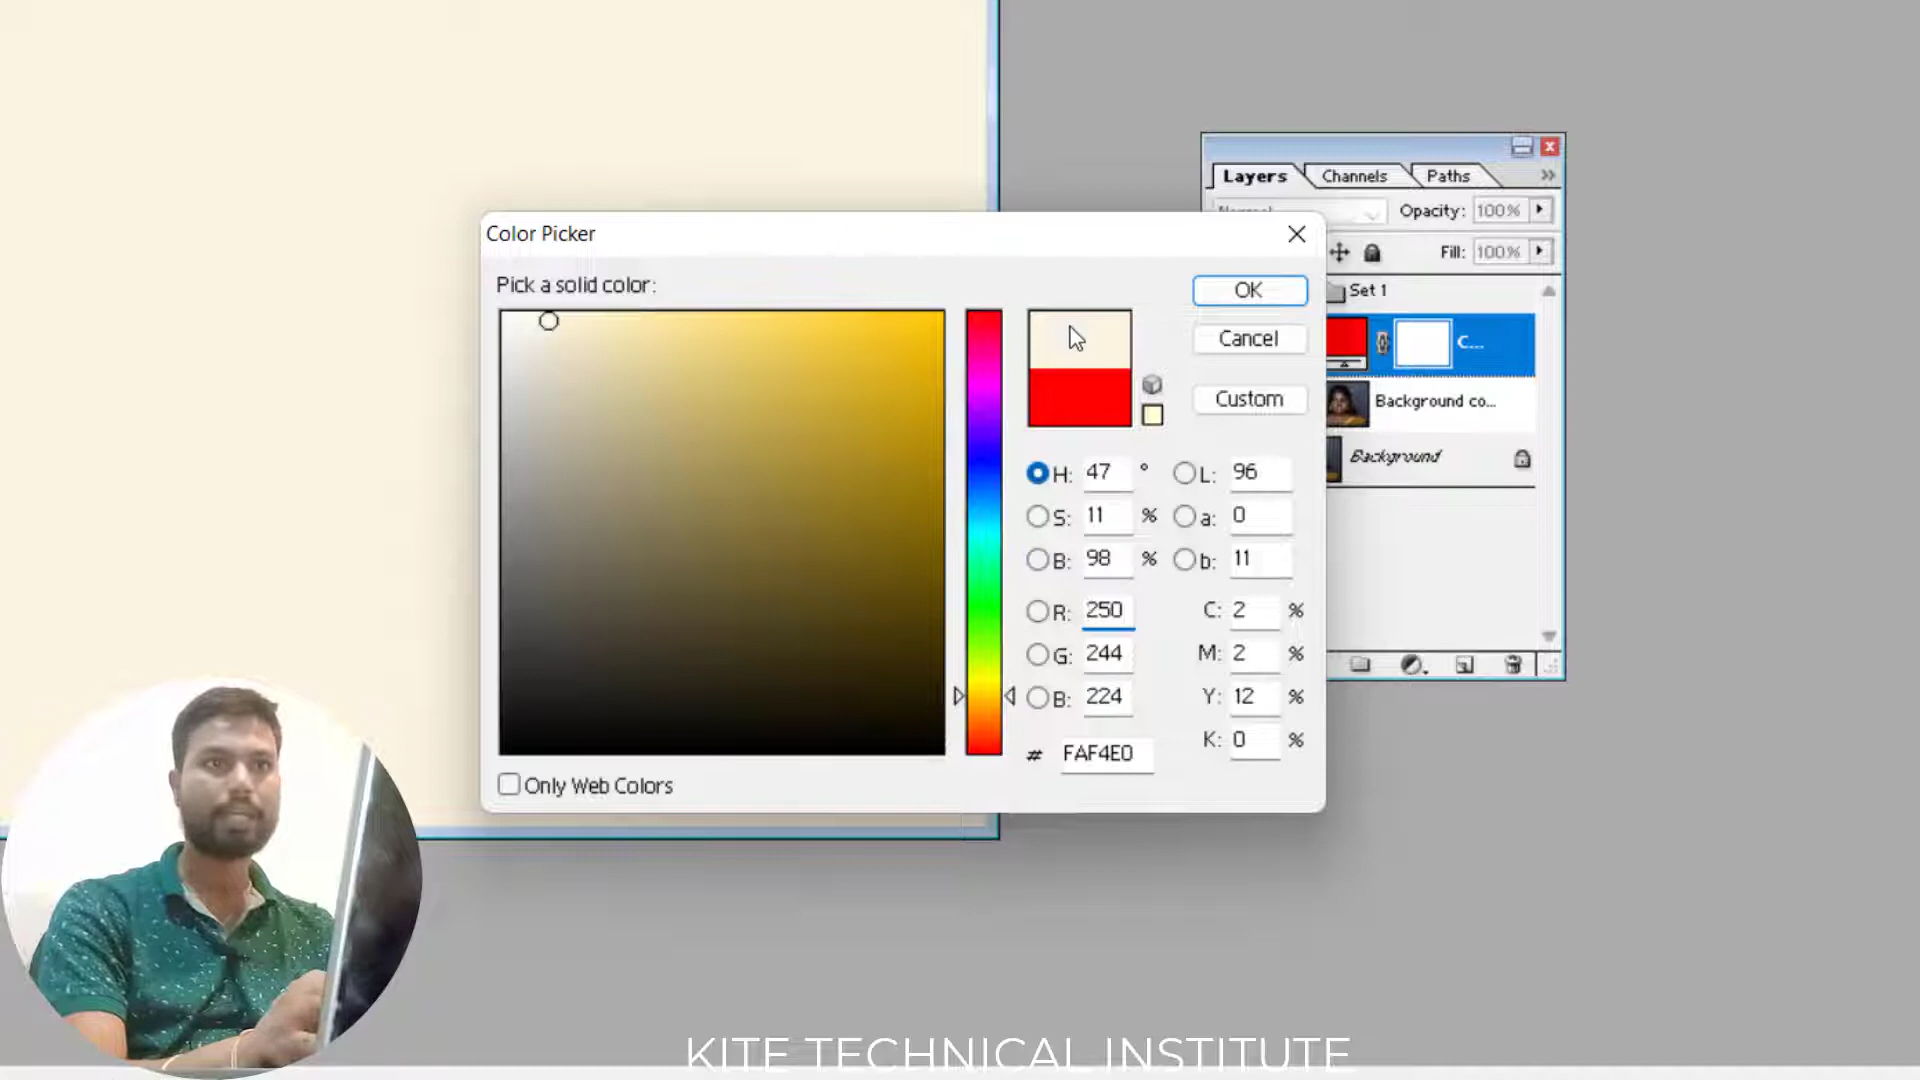 Layers Channels Paths
Opacity: 100%
Fill: 100%
Set 1
C...
Background co...
Background
Color Picker
Pick a solid color:
OK
Cancel
Custom
H: 47 ° L: 96
S: 11 % a: 0
B: 98 % b: 11
R: 250 C: 2 %
G: 244 M: 2 %
B: 224 Y: 12 %
K: 0 %
# FAF4E0
Only Web Colors
KITE TECHNICAL INSTITUTE